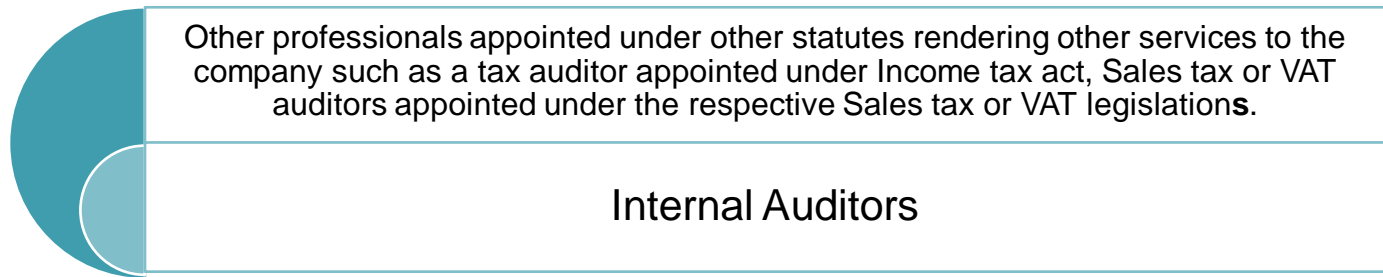 Other professionals appointed under other statutes rendering other services to the
company such as a tax auditor appointed under Income tax act, Sales tax or VAT
auditors appointed under the respective Sales tax or VAT legislations.
Internal Auditors